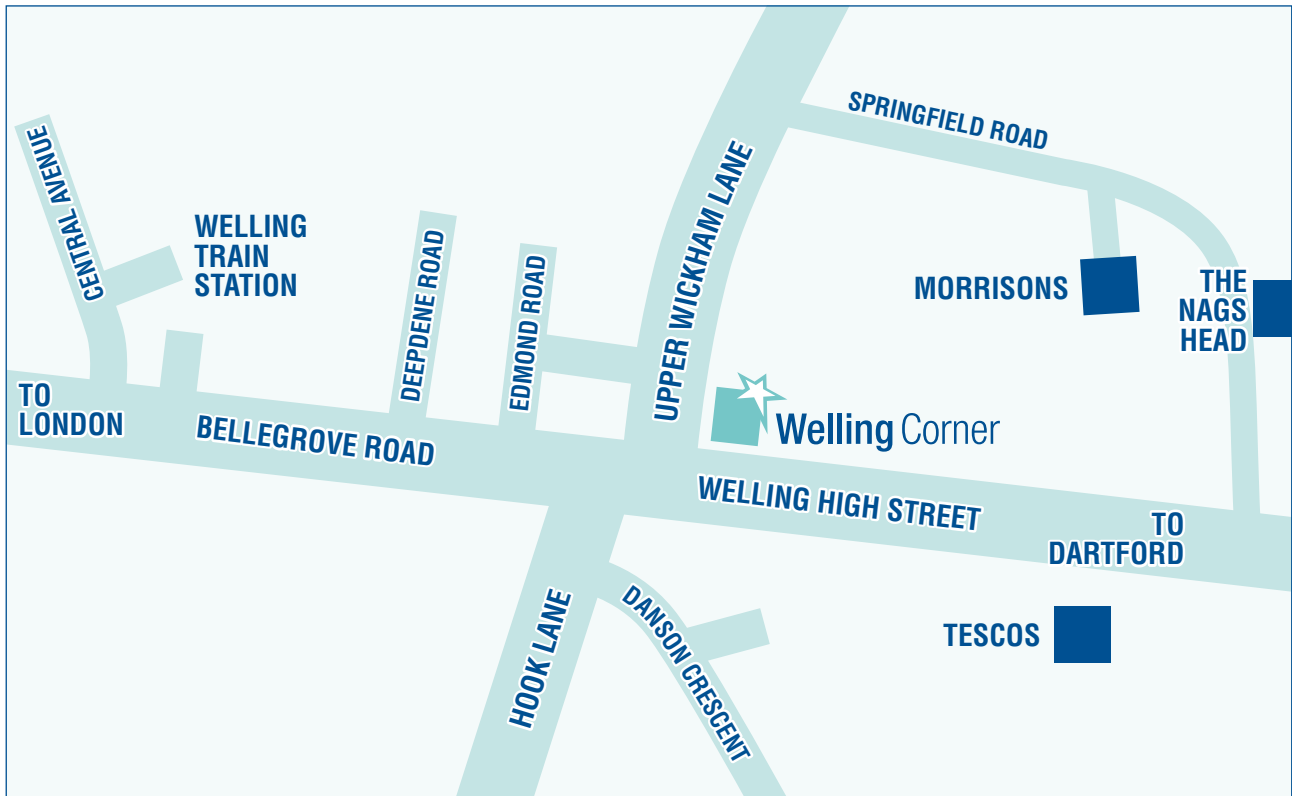 SPRINGFIELD ROAD
CENTRAL AVENUE
WELLING
TRAIN
STATION
DEEPDENE ROAD
EDMOND ROAD
UPPER WICKHAM LANE
MORRISONS
THE
NAGS
HEAD
TO
LONDON
BELLEGROVE ROAD
Welling Corner
WELLING HIGH STREET
TO
DARTFORD
HOOK LANE
DANSON CRESCENT
TESCOS